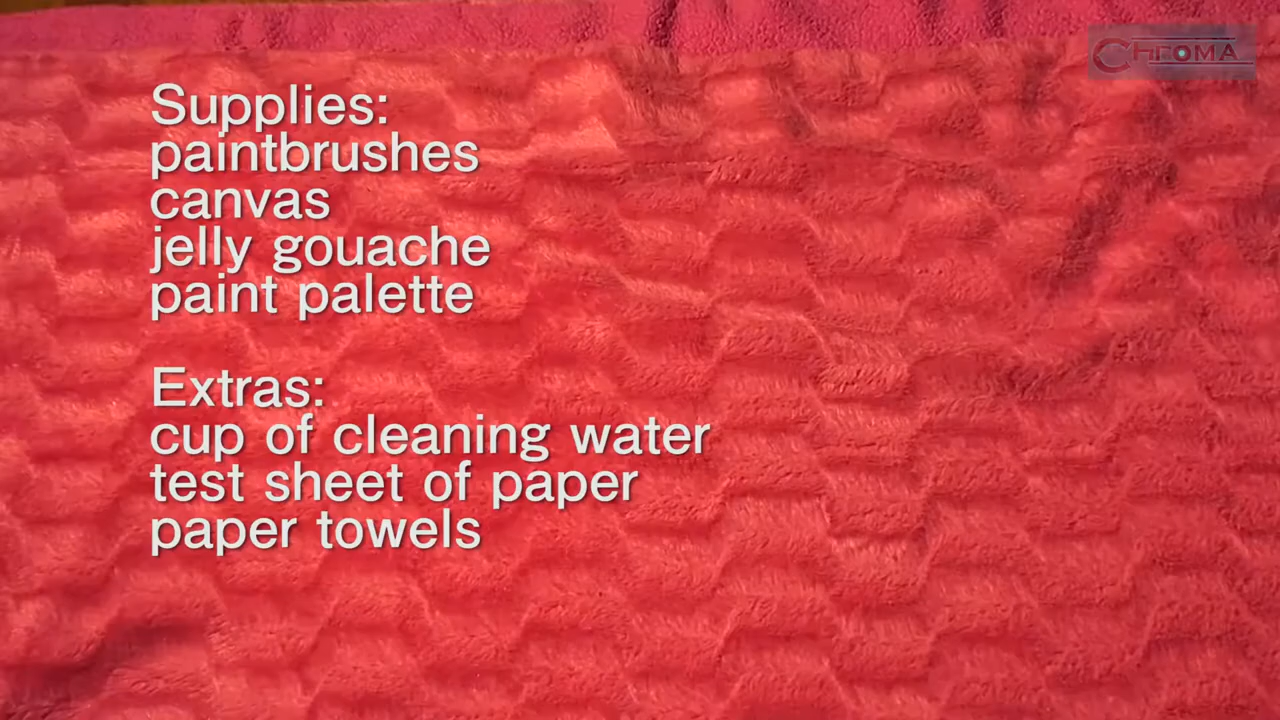 CHROMA
Supplies:
paintbrushes
canvas
jelly gouache
paint palette
Extras:
cup of cleaning water
test sheet of paper
paper towels